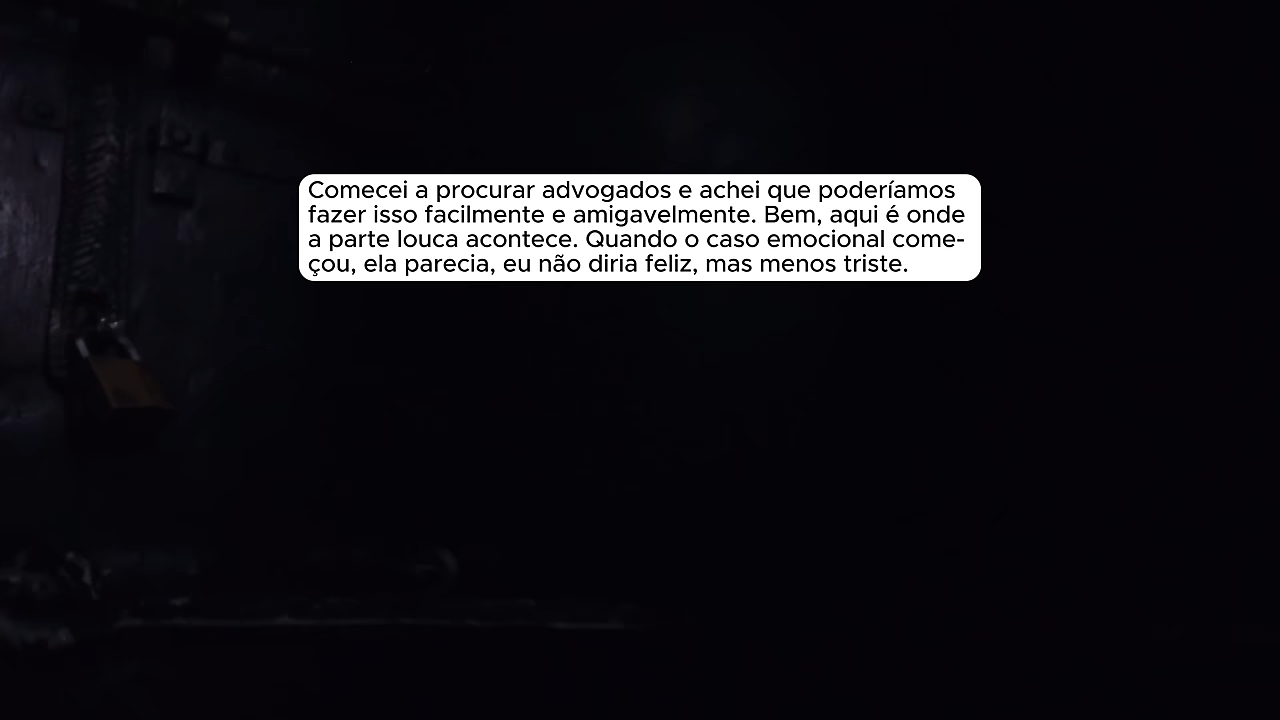 Comecei a procurar advogados e achei que poderíamos
fazer isso facilmente e amigavelmente. Bem, aqui é onde
a parte louca acontece. Quando o caso emocional come-
çou, ela parecia, eu não diria feliz, mas menos triste.